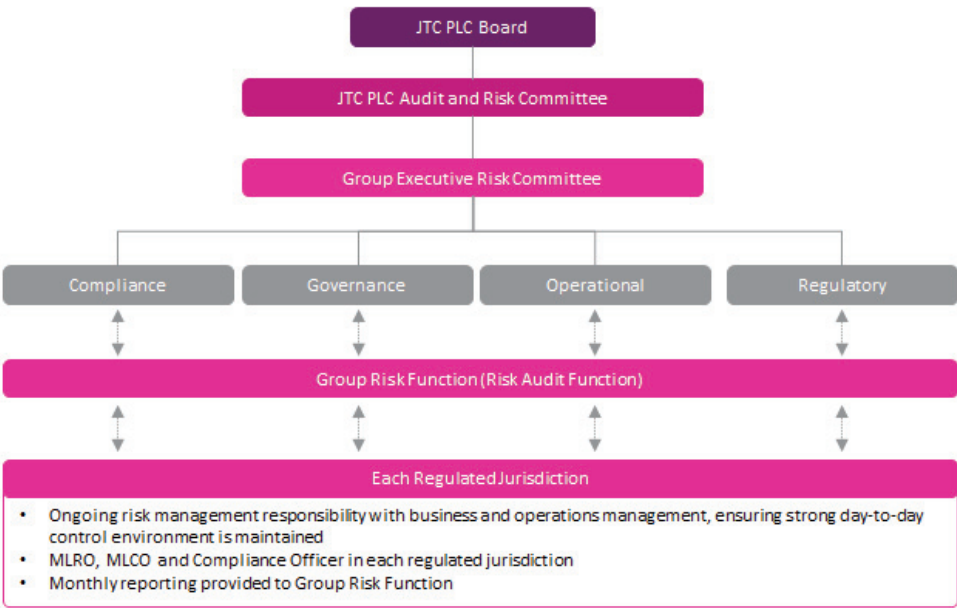 JTC PLC Board
JTC PLC Audit and Risk Committee
Group Executive Risk Committee
Compliance
Governance
Operational
Regulatory
Group Risk Function (Risk Audit Function)
Each Regulated Jurisdiction
• Ongoing risk management responsibility with business and operations management, ensuring strong day-to-day
control environment is maintained
• MLRO, MLCO and Compliance Officer in each regulated jurisdiction
• Monthly reporting provided to Group Risk Function